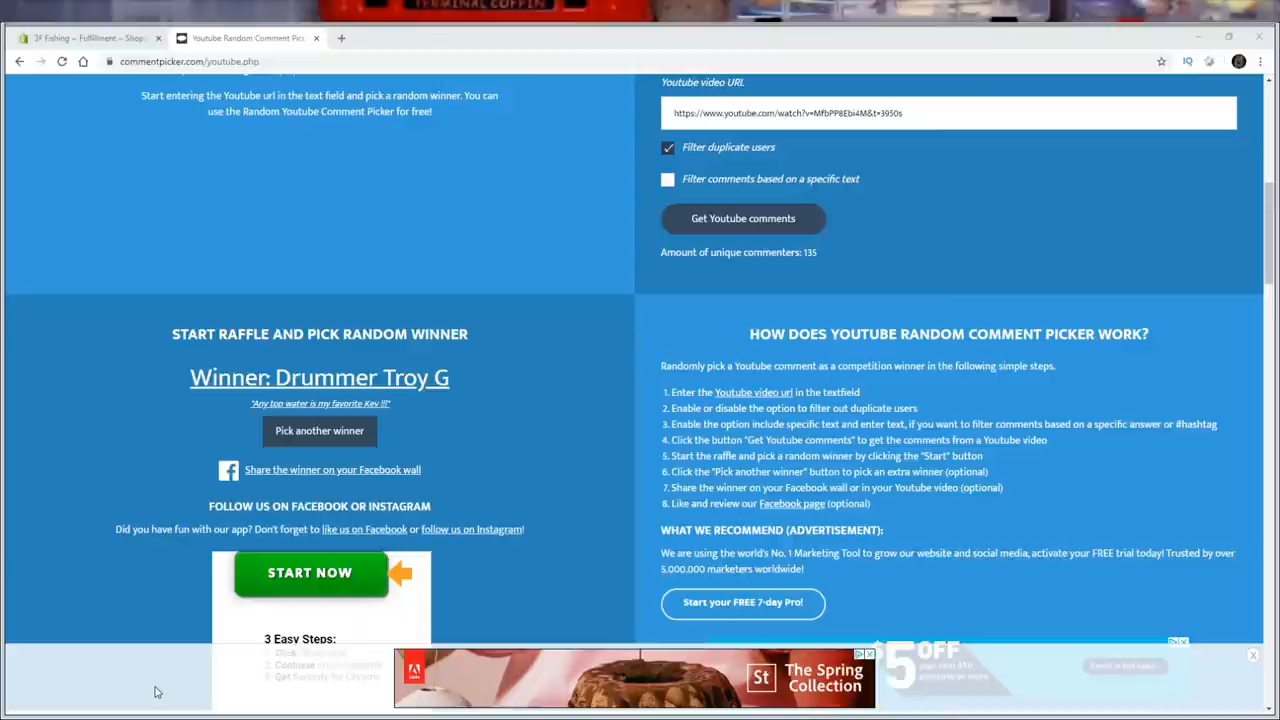 TERMINAL COFFIN
3F Fishing ~ Fulfillment ~ Shop
Youtube Random Comment Pic
commentpicker.com/youtube.php
Start entering the Youtube url in the text field and pick a random winner. You can
use the Random Youtube Comment Picker for free!
Youtube video URL
https://www.youtube.com/watch?v=MfbPP8Ebi4M&t=3950s
Filter duplicate users
Filter comments based on a specific text
Get Youtube comments
Amount of unique commenters: 135
START RAFFLE AND PICK RANDOM WINNER
Winner: Drummer Troy G
"Any top water is my favorite Kev !!!"
Pick another winner
Share the winner on your Facebook wall
FOLLOW US ON FACEBOOK OR INSTAGRAM
Did you have fun with our app? Don't forget to like us on Facebook or follow us on Instagram!
START NOW
3 Easy Steps:
1. Click
2. Continue
3. Get Security for Chrome
HOW DOES YOUTUBE RANDOM COMMENT PICKER WORK?
Randomly pick a Youtube comment as a competition winner in the following simple steps.
1. Enter the Youtube video url in the textfield
2. Enable or disable the option to filter out duplicate users
3. Enable the option include specific text and enter text, if you want to filter comments based on a specific answer or #hashtag
4. Click the button "Get Youtube comments" to get the comments from a Youtube video
5. Start the raffle and pick a random winner by clicking the "Start" button
6. Click the "Pick another winner" button to pick an extra winner (optional)
7. Share the winner on your Facebook wall or in your Youtube video (optional)
8. Like and review our Facebook page (optional)
WHAT WE RECOMMEND (ADVERTISEMENT):
We are using the world's No. 1 Marketing Tool to grow our website and social media, activate your FREE trial today! Trusted by over
5.000.000 marketers worldwide!
Start your FREE 7-day Pro!
St
The Spring
Collection
$5 OFF